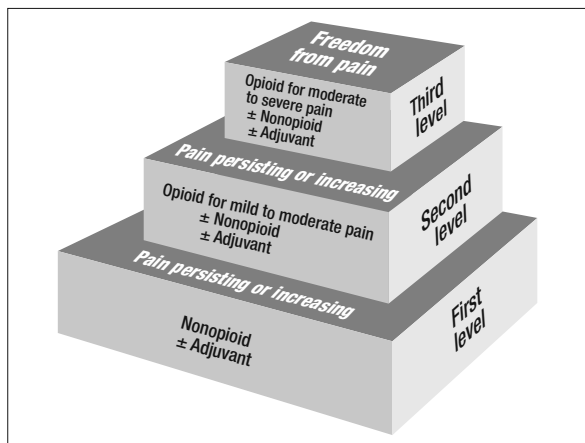 Freedom
from pain
Opioid for moderate
to severe pain
± Nonopioid
± Adjuvant
Third
level
Pain persisting or increasing
Opioid for mild to moderate pain
± Nonopioid
± Adjuvant
Second
level
Pain persisting or increasing
Nonopioid
± Adjuvant
First
level